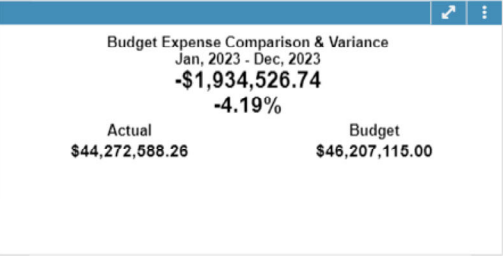 Budget Expense Comparison & Variance
Jan, 2023 - Dec, 2023
-$1,934,526.74
-4.19%
Actual Budget
$44,272,588.26 $46,207,115.00